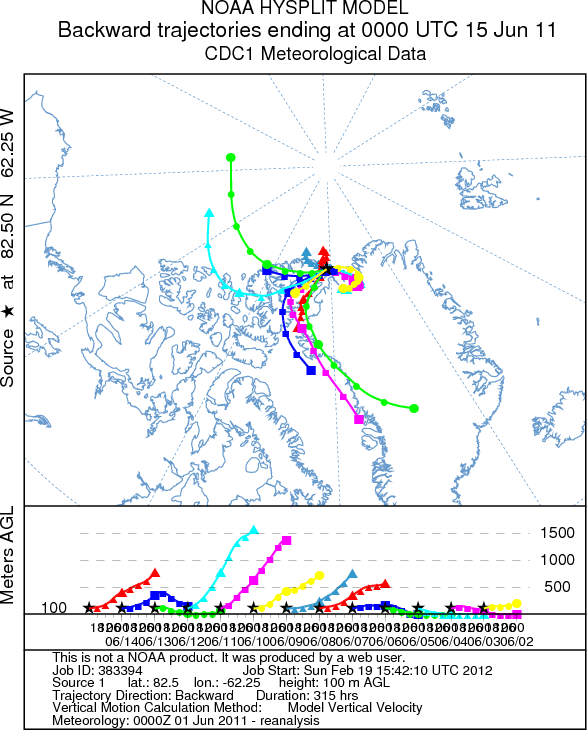 NOAA HYSPLIT MODEL
Backward trajectories ending at 0000 UTC 15 Jun 11
CDC1 Meteorological Data
Source ★ at 82.50 N 62.25 W
Meters AGL
1500
1000
500
100
06/14 06/13 06/12 06/11 06/10 06/09 06/08 06/07 06/06 06/05 06/04 06/03 06/02
This is not a NOAA product. It was produced by a web user.
Job ID: 383394 Job Start: Sun Feb 19 15:42:10 UTC 2012
Source 1 lat.: 82.5 lon.: -62.25 height: 100 m AGL
Trajectory Direction: Backward Duration: 315 hrs
Vertical Motion Calculation Method: Model Vertical Velocity
Meteorology: 0000Z 01 Jun 2011 - reanalysis